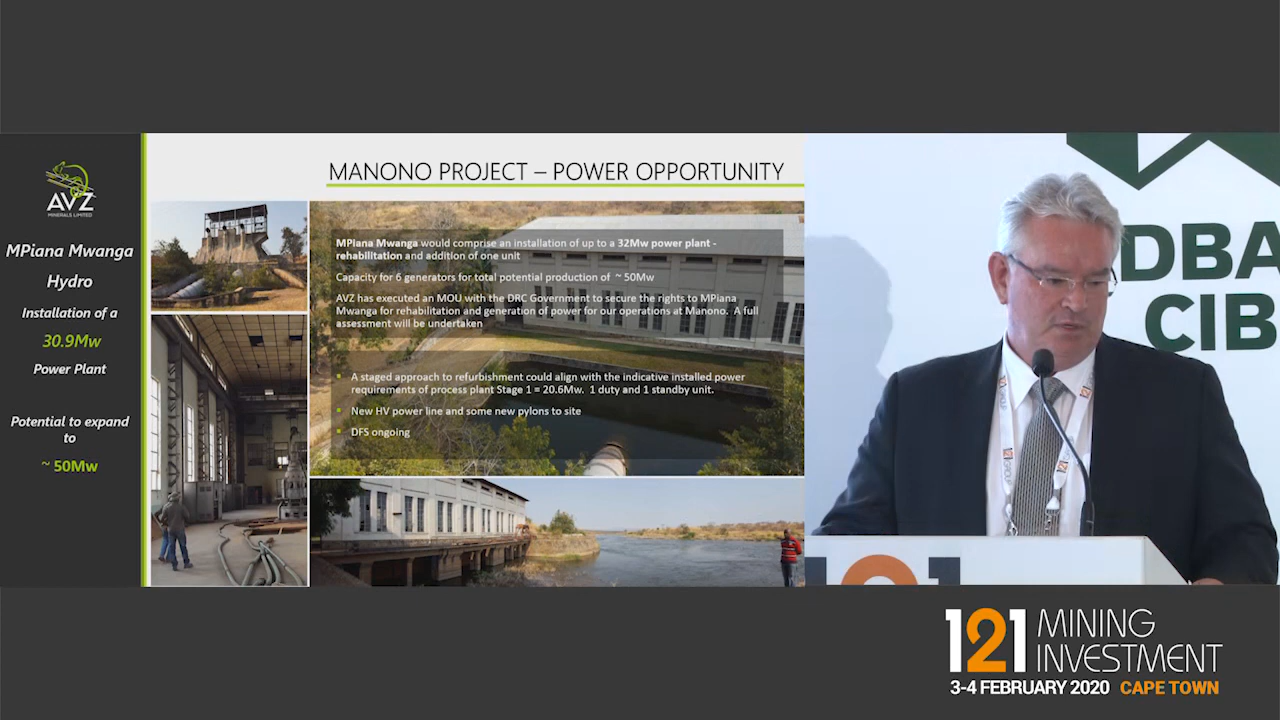 AVZ
MINERALS LIMITED
MPiana Mwanga
Hydro
Installation of a
30.9Mw
Power Plant
Potential to expand
to
~ 50Mw
MANONO PROJECT – POWER OPPORTUNITY
MPiana Mwanga would comprise an installation of up to a 32Mw power plant -
rehabilitation and addition of one unit
Capacity for 6 generators for total potential production of ~ 50Mw
AVZ has executed an MOU with the DRC Government to secure the rights to MPiana
Mwanga for rehabilitation and generation of power for our operations at Manono. A full
assessment will be undertaken
A staged approach to refurbishment could align with the indicative installed power
requirements of process plant Stage 1 = 20.6Mw. 1 duty and 1 standby unit.
New HV power line and some new pylons to site
DFS ongoing
DBA
CIB
121
121
121 MINING
INVESTMENT
3-4 FEBRUARY 2020 CAPE TOWN